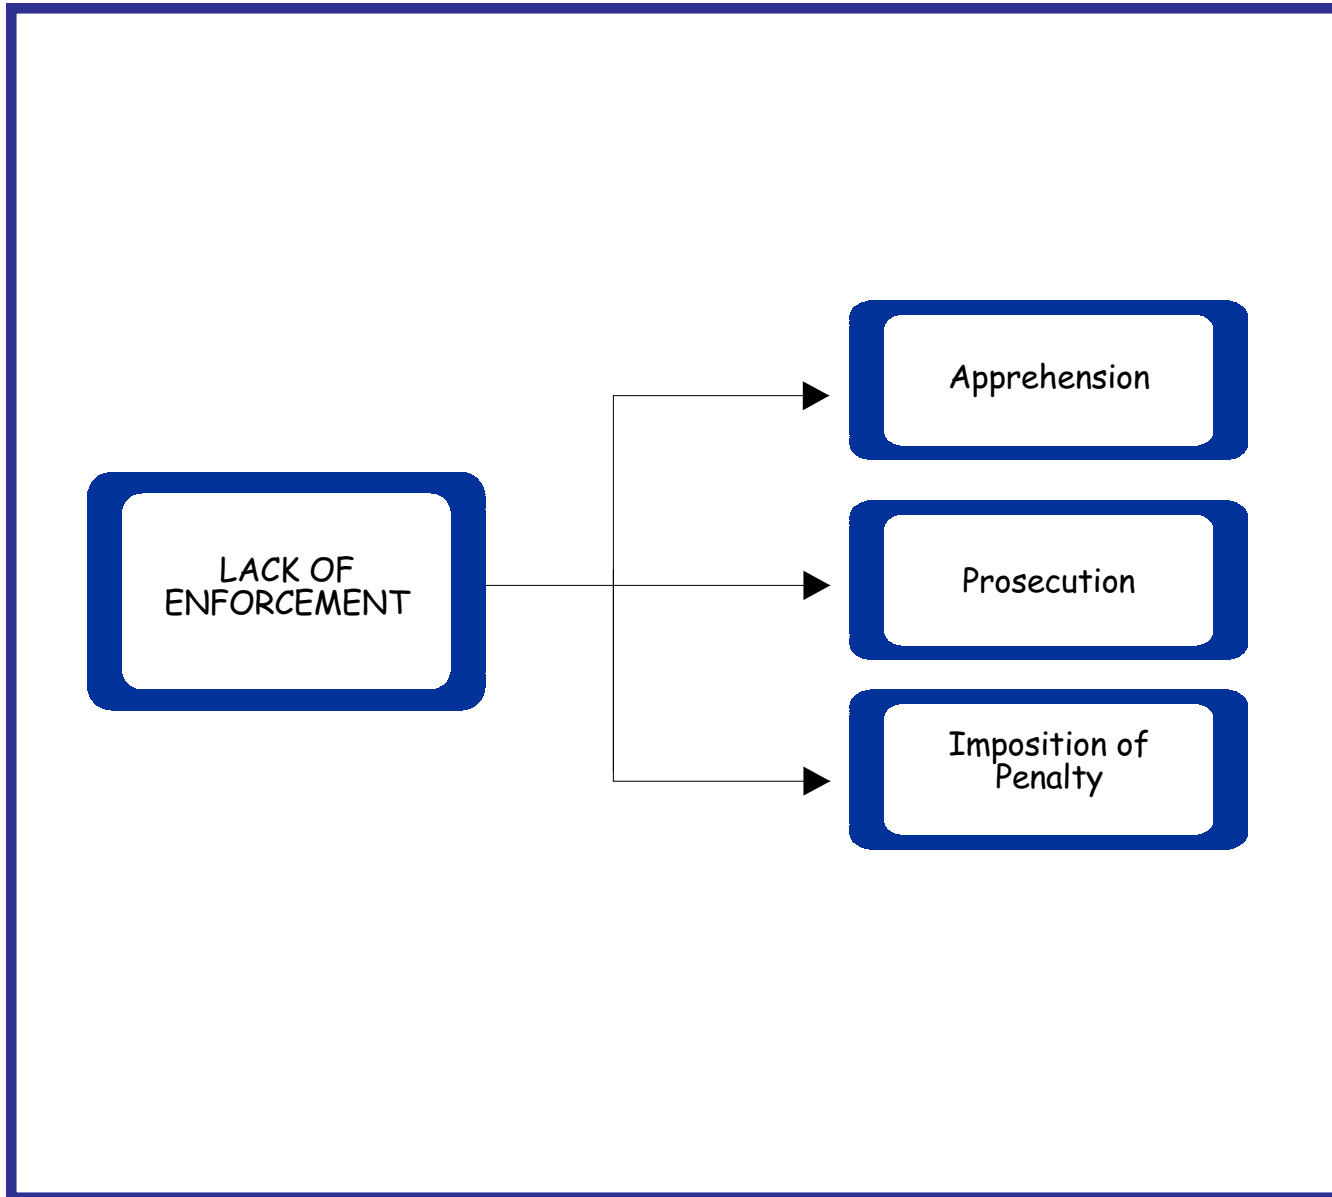 LACK OF
ENFORCEMENT
Apprehension
Prosecution
Imposition of
Penalty